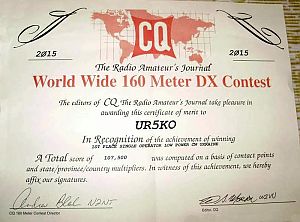 CQ
2015 2015
The Radio Amateur's Journal
World Wide 160 Meter DX Contest
The editors of CQ The Radio Amateur's Journal take pleasure in
awarding this certificate of merit to
UR5KO
In Recognition of the achievement of winning
1ST PLACE SINGLE OPERATOR LOW POWER CW UKRAINE
A Total score of 107,500 was computed on a basis of contact points
and state/province/country multipliers. In witness of this achievement, we hereby
affix our signatures.
N2NT
CQ 160 Meter Contest Director
Editor, CQ